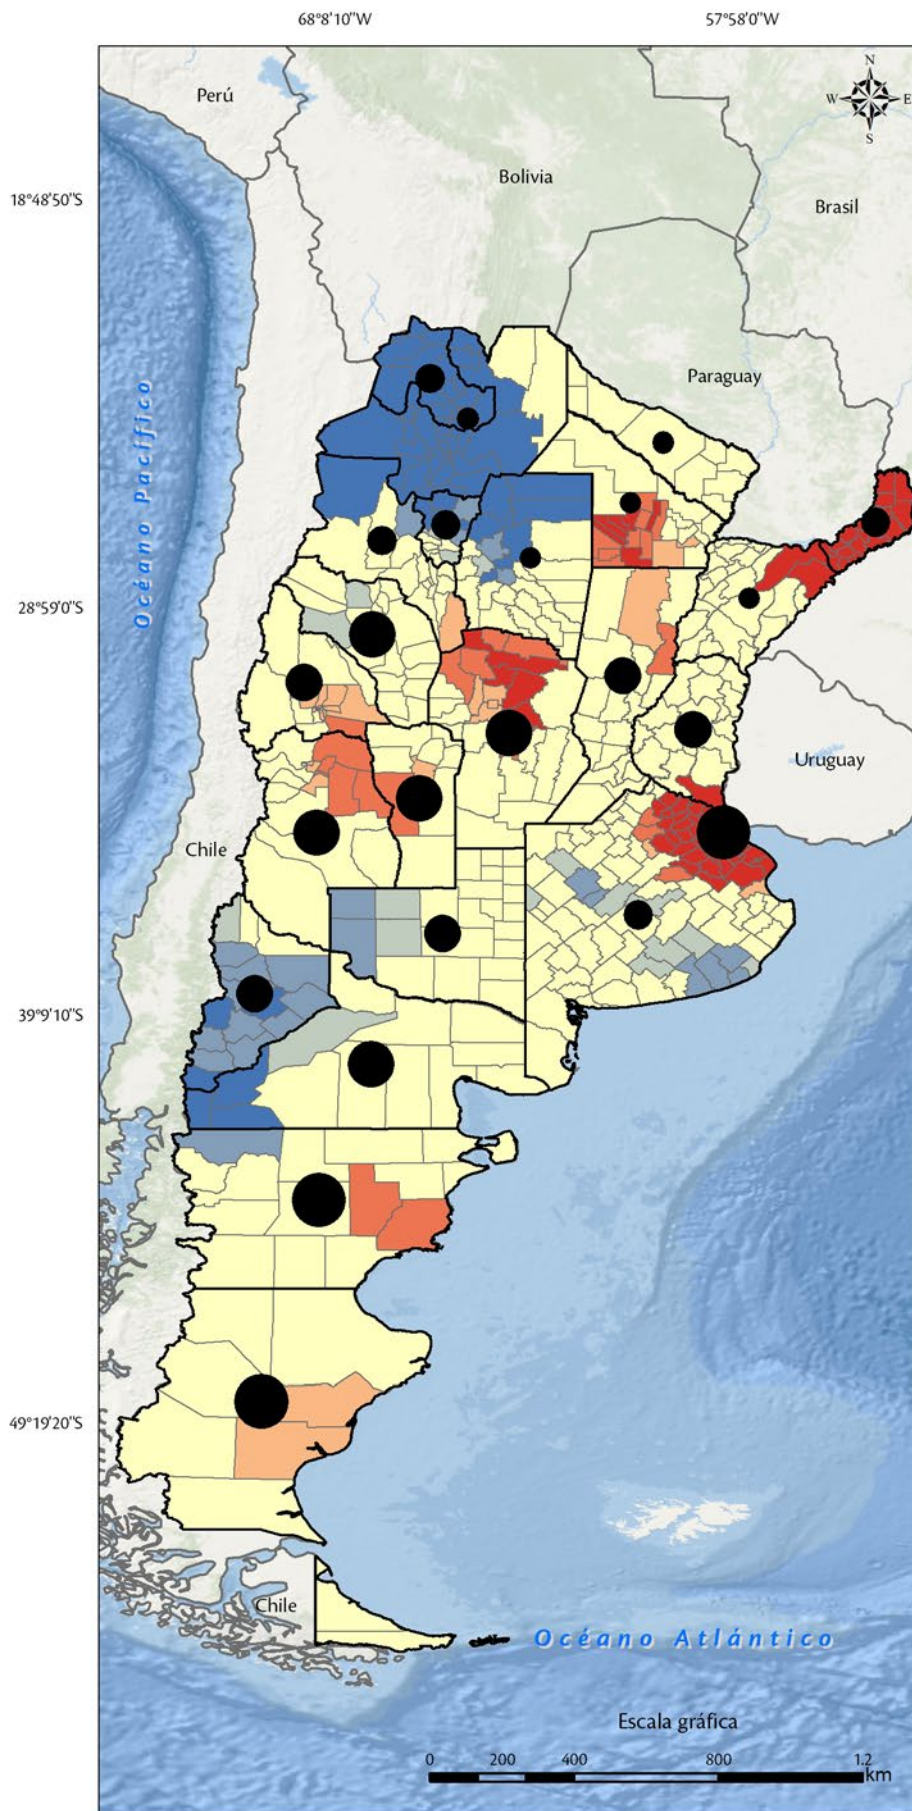 68°8'10"W
57°58'0"W
N
W
E
S
Perú
Bolivia
Brasil
18°48'50"S
Paraguay
Océano Pacífico
28°59'0"S
Uruguay
Chile
39°9'10"S
49°19'20"S
Chile
Océano Atlántico
Escala gráfica
0 200 400 800 1.2
km